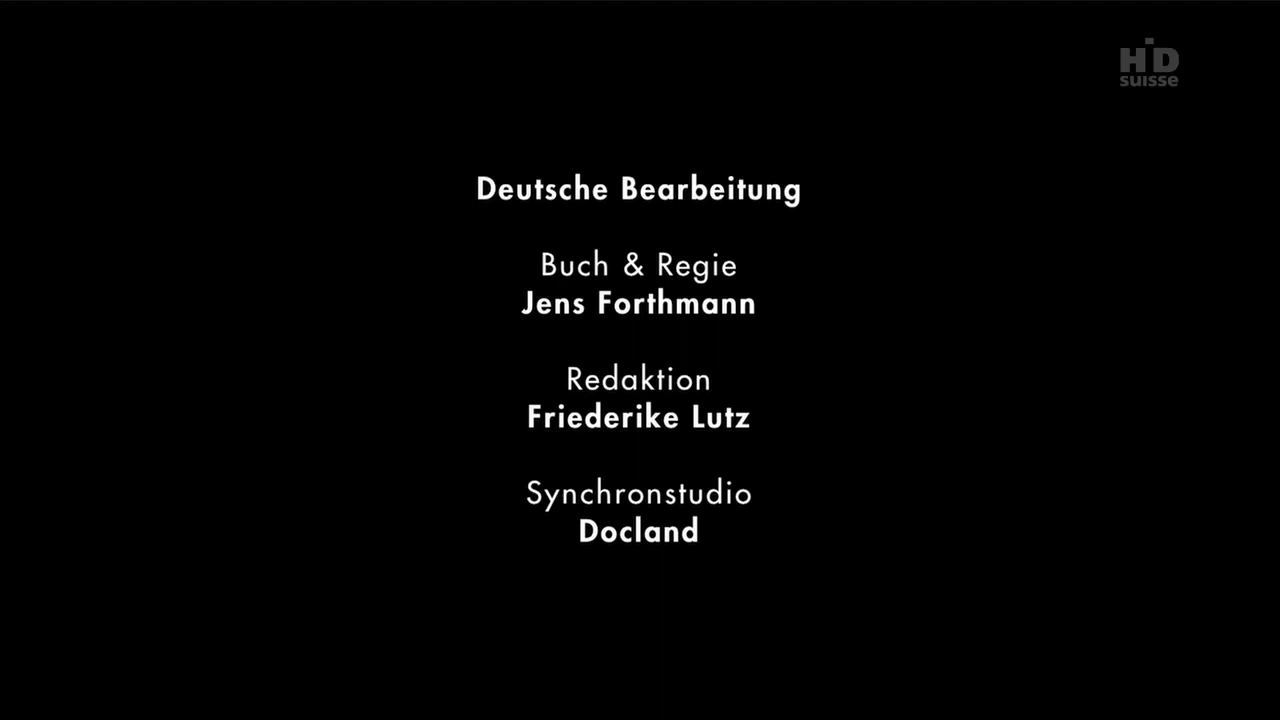 HD
suisse
Deutsche Bearbeitung
Buch & Regie
Jens Forthmann
Redaktion
Friederike Lutz
Synchronstudio
Docland